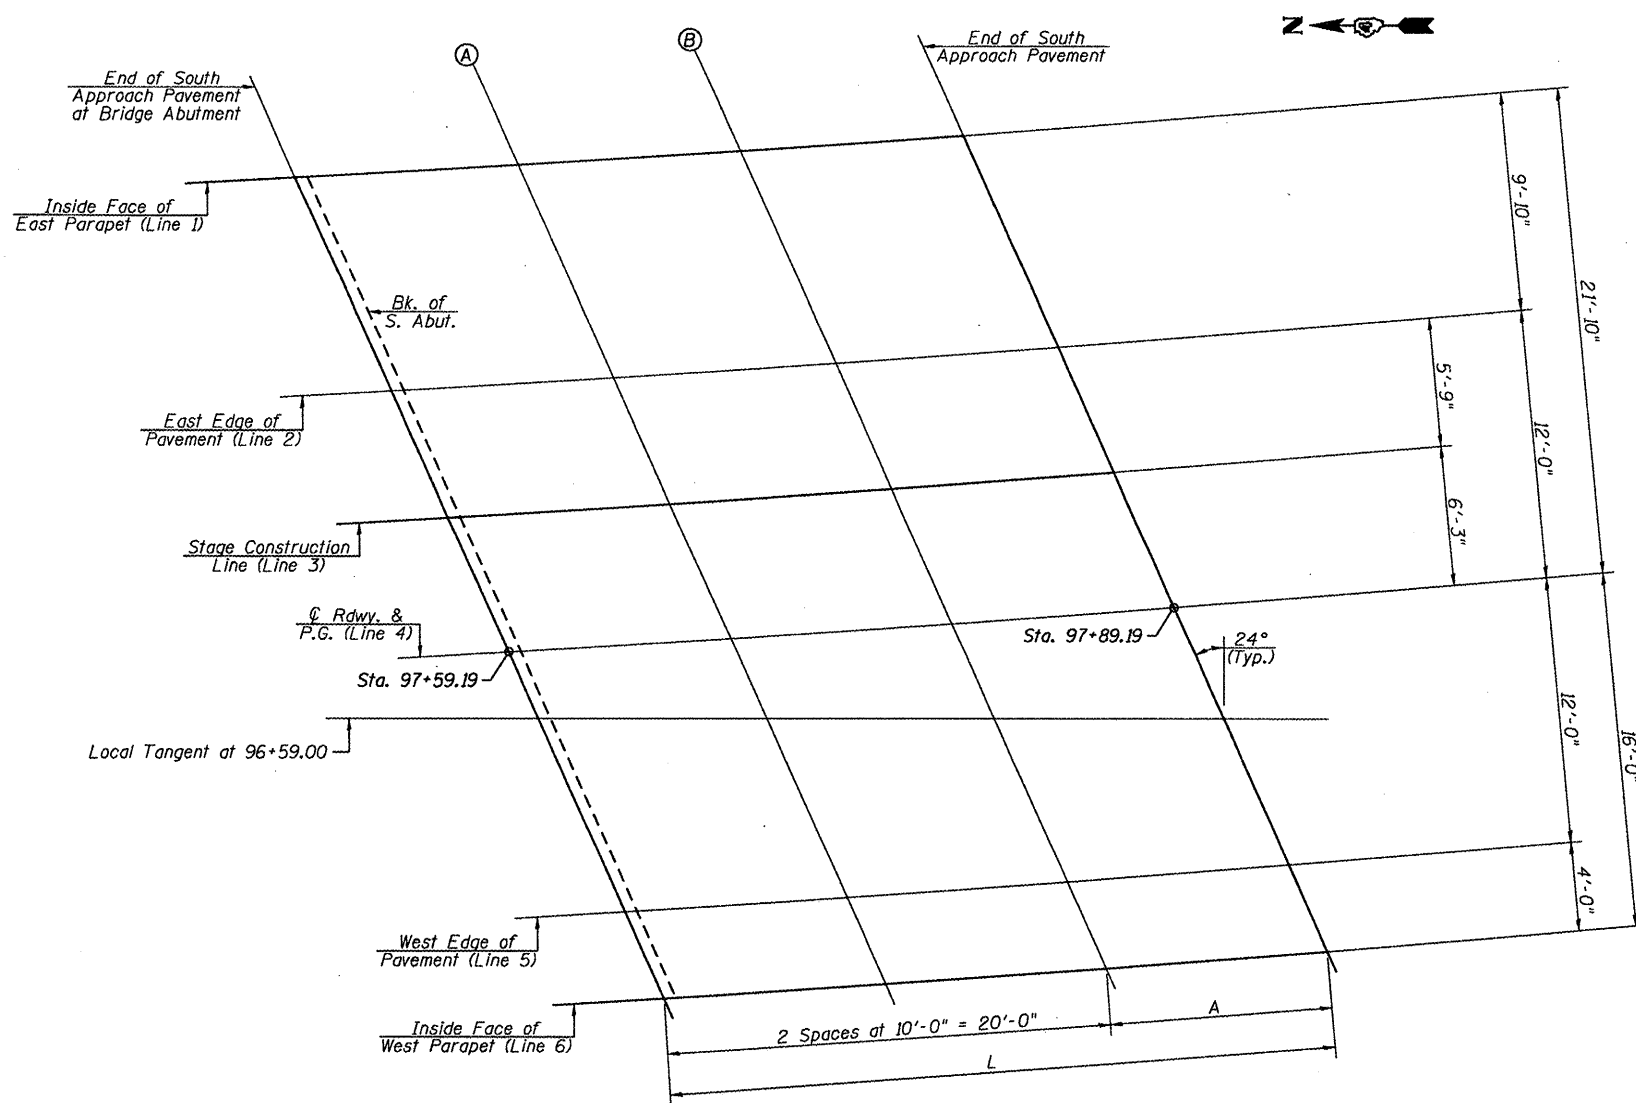 N
A
B
End of South
Approach Pavement
at Bridge Abutment
End of South
Approach Pavement
Inside Face of
East Parapet (Line 1)
Bk. of
S. Abut.
East Edge of
Pavement (Line 2)
Stage Construction
Line (Line 3)
℄ Rdwy. &
P.G. (Line 4)
Sta. 97+59.19
Sta. 97+89.19
24°
(Typ.)
Local Tangent at 96+59.00
West Edge of
Pavement (Line 5)
Inside Face of
West Parapet (Line 6)
2 Spaces at 10'-0" = 20'-0"
A
L
9'-10"
21'-10"
5'-9"
12'-0"
6'-3"
12'-0"
16'-0"
4'-0"